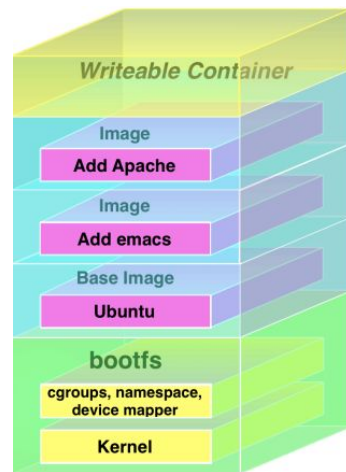 Writeable Container
Image
Add Apache
Image
Add emacs
Base Image
Ubuntu
bootfs
cgroups, namespace,
device mapper
Kernel